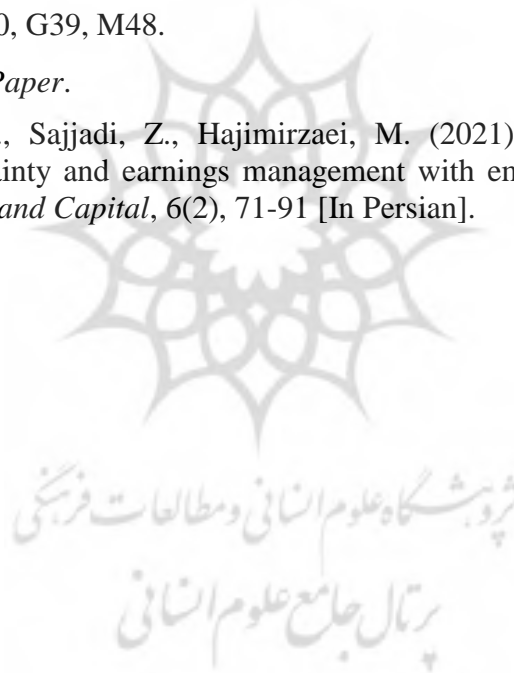 0, G39, M48.
Paper.
., Sajjadi, Z., Hajimirzaei, M. (2021)
ainty and earnings management with en
and Capital, 6(2), 71-91 [In Persian].
پژوهشگاه علوم انسانی و مطالعات فرهنگی
پرتال جامع علوم انسانی